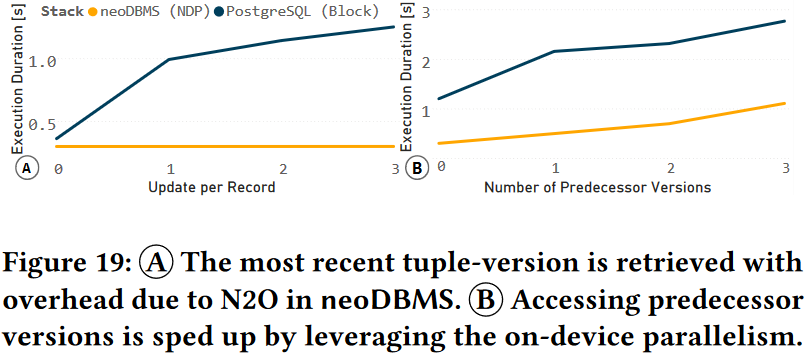 Stack neoDBMS (NDP) PostgreSQL (Block)
Execution Duration [s]
1.0
0.5
0 1 2 3
A
Update per Record
Execution Duration [s]
3
2
1
0 1 2 3
B
Number of Predecessor Versions
Figure 19: A The most recent tuple-version is retrieved with
overhead due to N2O in neoDBMS. B Accessing predecessor
versions is sped up by leveraging the on-device parallelism.